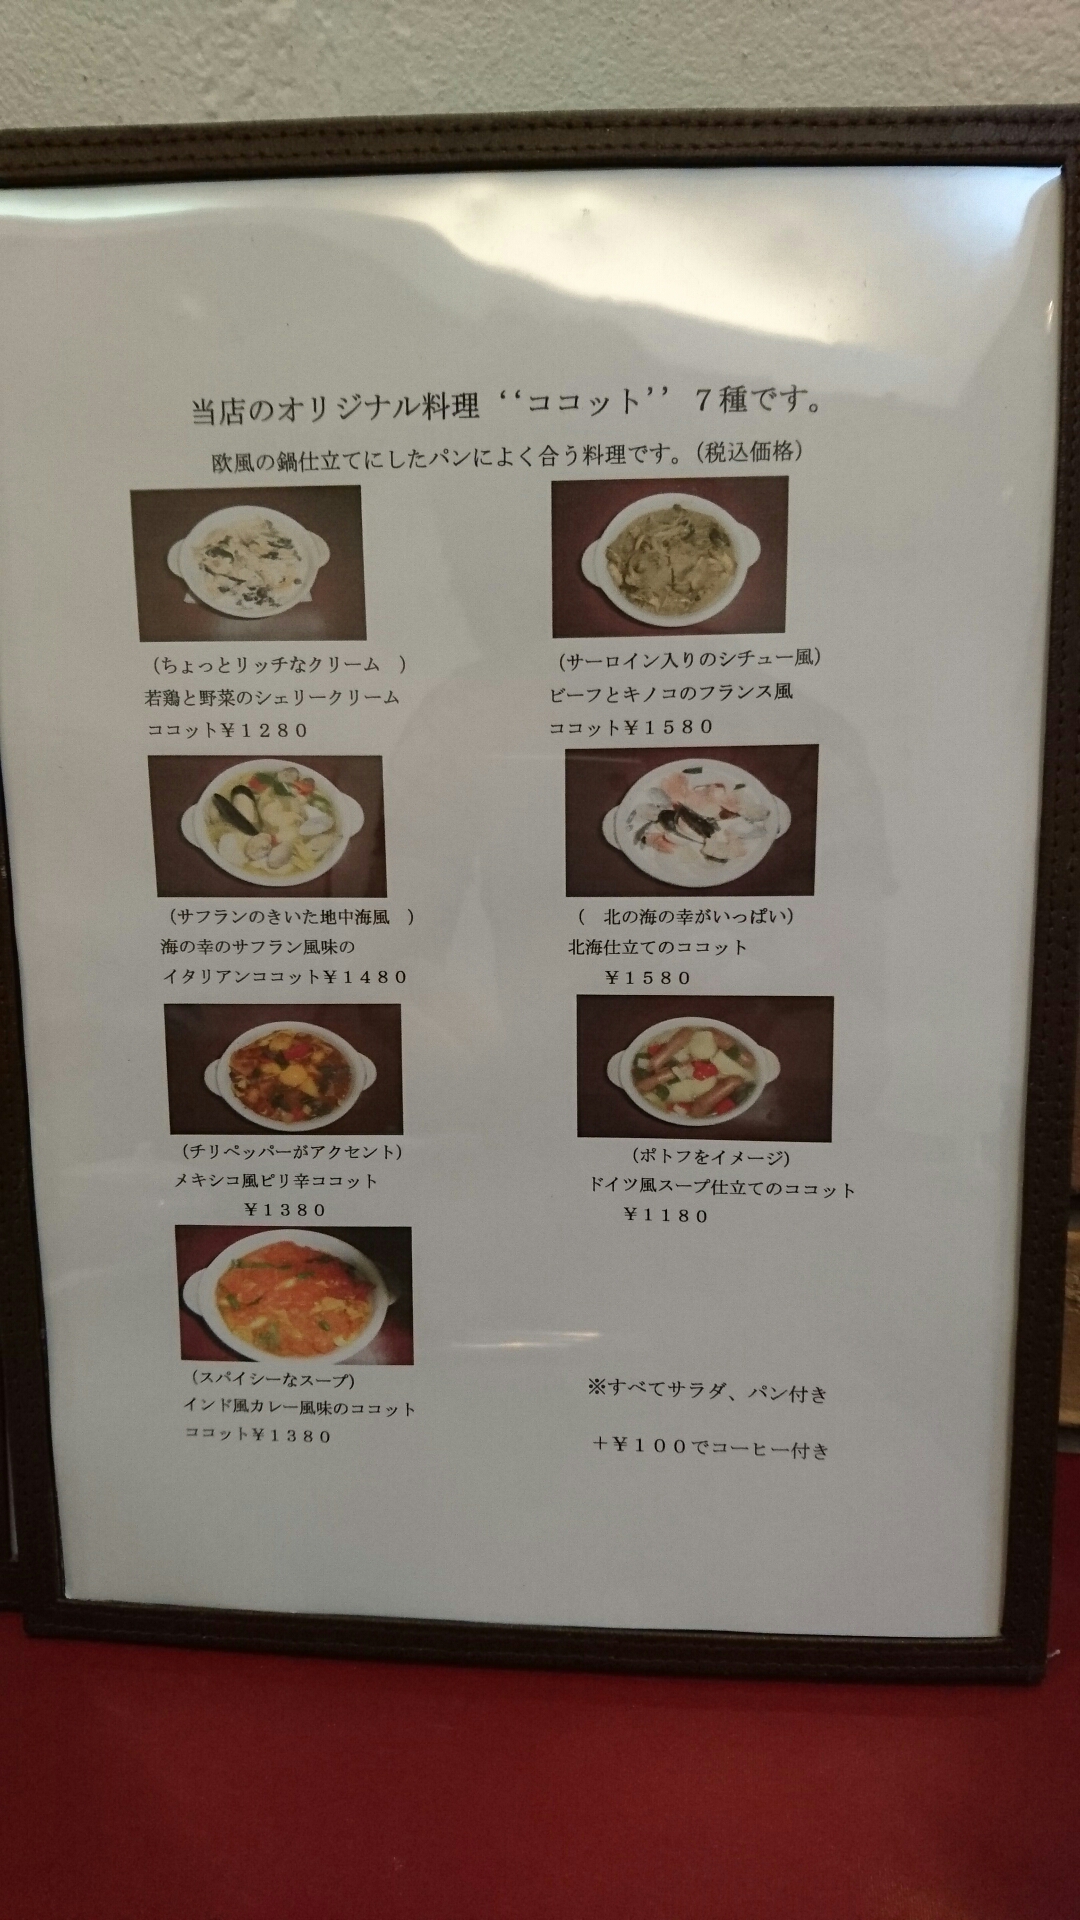 当店のオリジナル料理 ‘‘ココット’’ ７種です。
欧風の鍋仕立てにしたパンによく合う料理です。（税込価格）
（ちょっとリッチなクリーム　）
若鶏と野菜のシェリークリーム
ココット￥１２８０
（サーロイン入りのシチュー風）
ビーフとキノコのフランス風
ココット￥１５８０
（サフランのきいた地中海風　）
海の幸のサフラン風味の
イタリアンココット￥１４８０
（　北の海の幸がいっぱい）
北海仕立てのココット
￥１５８０
（チリペッパーがアクセント）
メキシコ風ピリ辛ココット
￥１３８０
（ポトフをイメージ）
ドイツ風スープ仕立てのココット
￥１１８０
（スパイシーなスープ）
インド風カレー風味のココット
ココット￥１３８０
※すべてサラダ、パン付き
＋￥１００でコーヒー付き